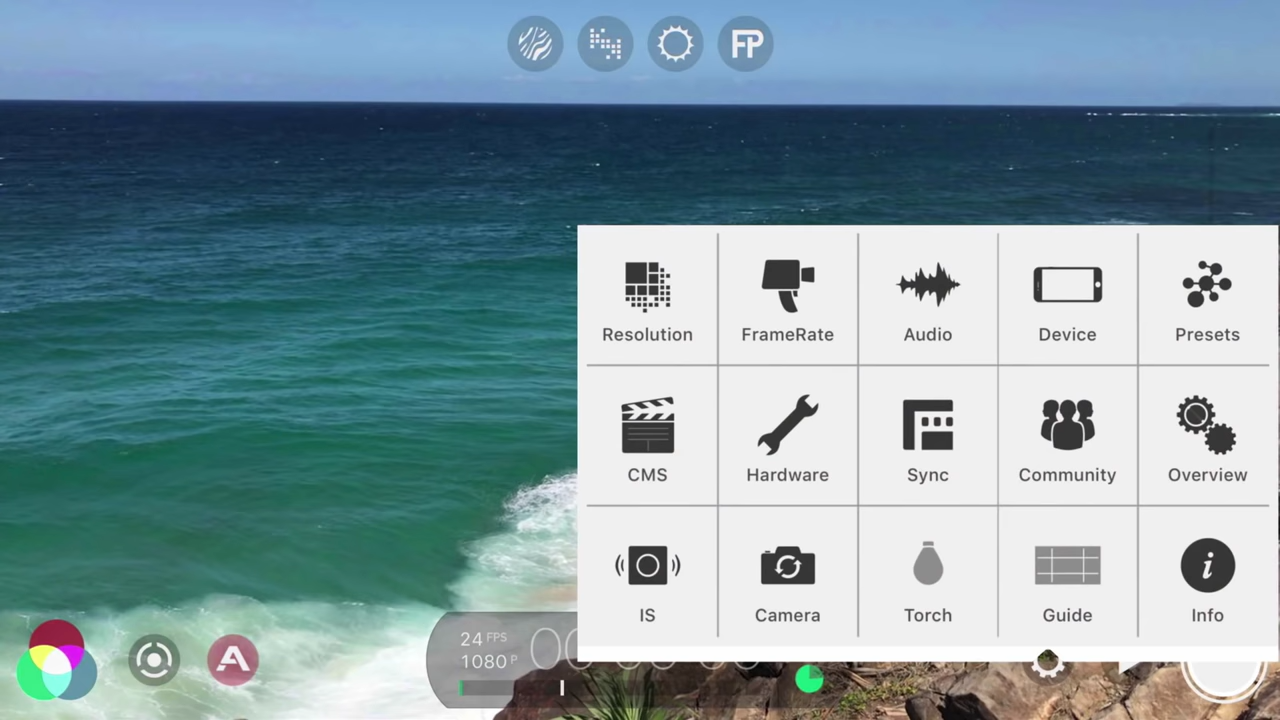 FP
Resolution
FrameRate
Audio
Device
Presets
CMS
Hardware
Sync
Community
Overview
IS
Camera
Torch
Guide
Info
24 FPS
1080 P
A